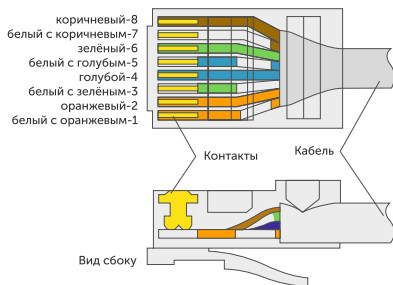 коричневый-8
белый с коричневым-7
зелёный-6
белый с голубым-5
голубой-4
белый с зелёным-3
оранжевый-2
белый с оранжевым-1
Контакты
Кабель
Вид сбоку